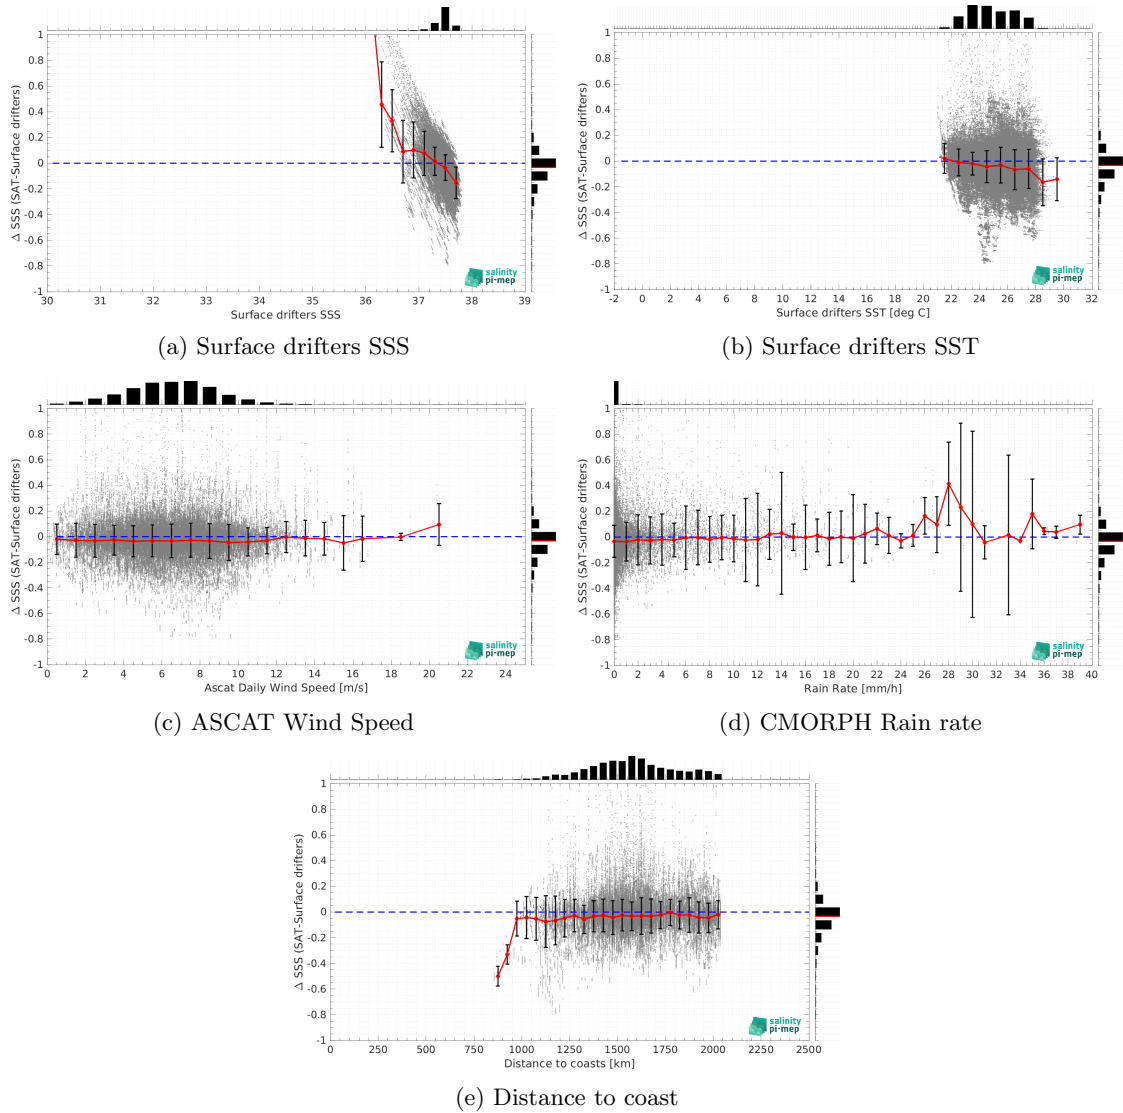 1
0.8
0.6
0.4
0.2
0
-0.2
-0.4
-0.6
-0.8
-1
Δ SSS (SAT-Surface drifters)
salinity
pi-mep
30 31 32 33 34 35 36 37 38 39
Surface drifters SSS
(a) Surface drifters SSS
1
0.8
0.6
0.4
0.2
0
-0.2
-0.4
-0.6
-0.8
-1
Δ SSS (SAT-Surface drifters)
salinity
pi-mep
-2 0 2 4 6 8 10 12 14 16 18 20 22 24 26 28 30 32
Surface drifters SST [deg C]
(b) Surface drifters SST
1
0.8
0.6
0.4
0.2
0
-0.2
-0.4
-0.6
-0.8
-1
Δ SSS (SAT-Surface drifters)
salinity
pi-mep
0 2 4 6 8 10 12 14 16 18 20 22 24
Ascat Daily Wind Speed [m/s]
(c) ASCAT Wind Speed
1
0.8
0.6
0.4
0.2
0
-0.2
-0.4
-0.6
-0.8
-1
Δ SSS (SAT-Surface drifters)
salinity
pi-mep
0 2 4 6 8 10 12 14 16 18 20 22 24 26 28 30 32 34 36 38 40
Rain Rate [mm/h]
(d) CMORPH Rain rate
1
0.8
0.6
0.4
0.2
0
-0.2
-0.4
-0.6
-0.8
-1
Δ SSS (SAT-Surface drifters)
salinity
pi-mep
0 250 500 750 1000 1250 1500 1750 2000 2250 2500
Distance to coasts [km]
(e) Distance to coast